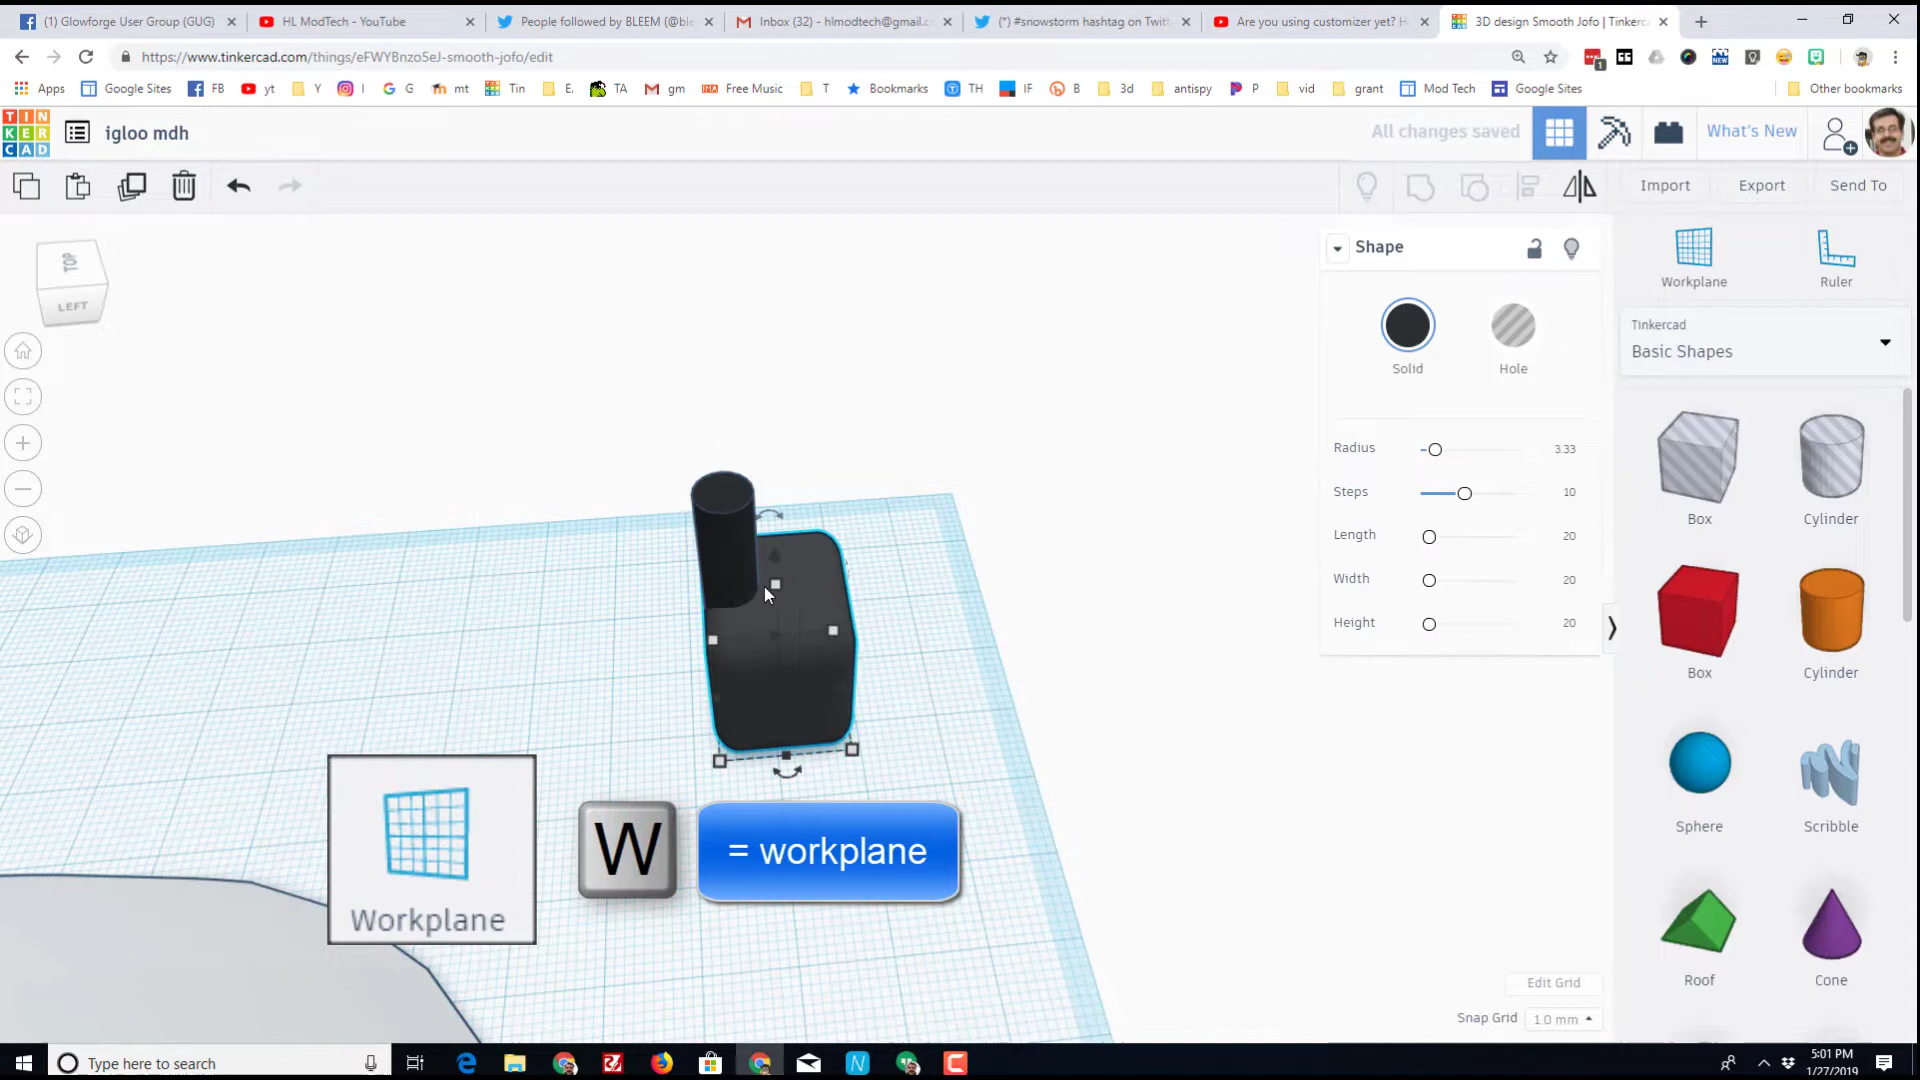 (1) Glowforge User Group (GUG)
HL ModTech - YouTube
People followed by BLEEM (@ble
Inbox (32) - hlmodtech@gmail.c
(*) #snowstorm hashtag on Twitt
Are you using customizer yet? H
3D design Smooth Jofo | Tinkerc
https://www.tinkercad.com/things/eFWYBnzo5eJ-smooth-jofo/edit
1
Apps
Google Sites
FB
yt
Y
I
G
mt
Tin
E.
TA
gm
Free Music
T
Bookmarks
TH
IF
B
3d
antispy
P
vid
grant
Mod Tech
Google Sites
Other bookmarks
TIN
KER
CAD
igloo mdh
All changes saved
What's New
Import
Export
Send To
TOP
LEFT
Shape
Solid
Hole
Radius
3.33
Steps
10
Length
20
Width
20
Height
20
Workplane
Ruler
Tinkercad
Basic Shapes
Box
Cylinder
Box
Cylinder
Sphere
Scribble
Roof
Cone
Workplane
W
= workplane
Edit Grid
Snap Grid
1.0 mm
Type here to search
5:01 PM
1/27/2019